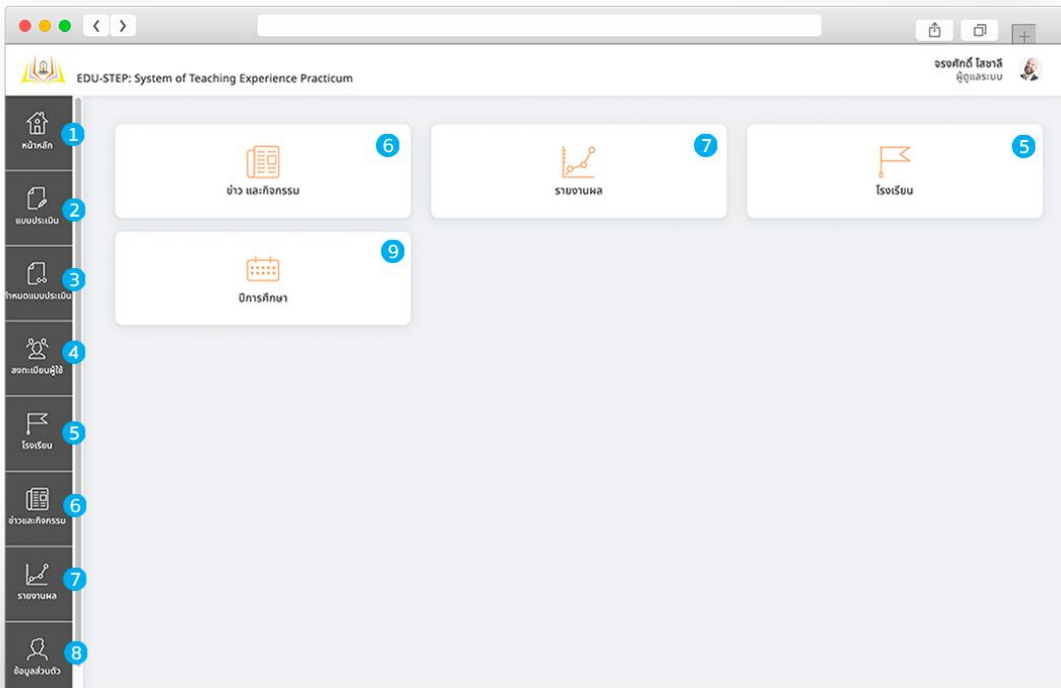 EDU-STEP: System of Teaching Experience Practicum
จรงศักดิ์ โสชาลี
ผู้ดูแลระบบ
หน้าหลัก
1
แบบประเมิน
2
กำหนดแบบประเมิน
3
ลงทะเบียนผู้ใช้
4
โรงเรียน
5
ข่าวและกิจกรรม
6
รายงานผล
7
ข้อมูลส่วนตัว
8
ข่าว และกิจกรรม
6
รายงานผล
7
โรงเรียน
5
ปีการศึกษา
9